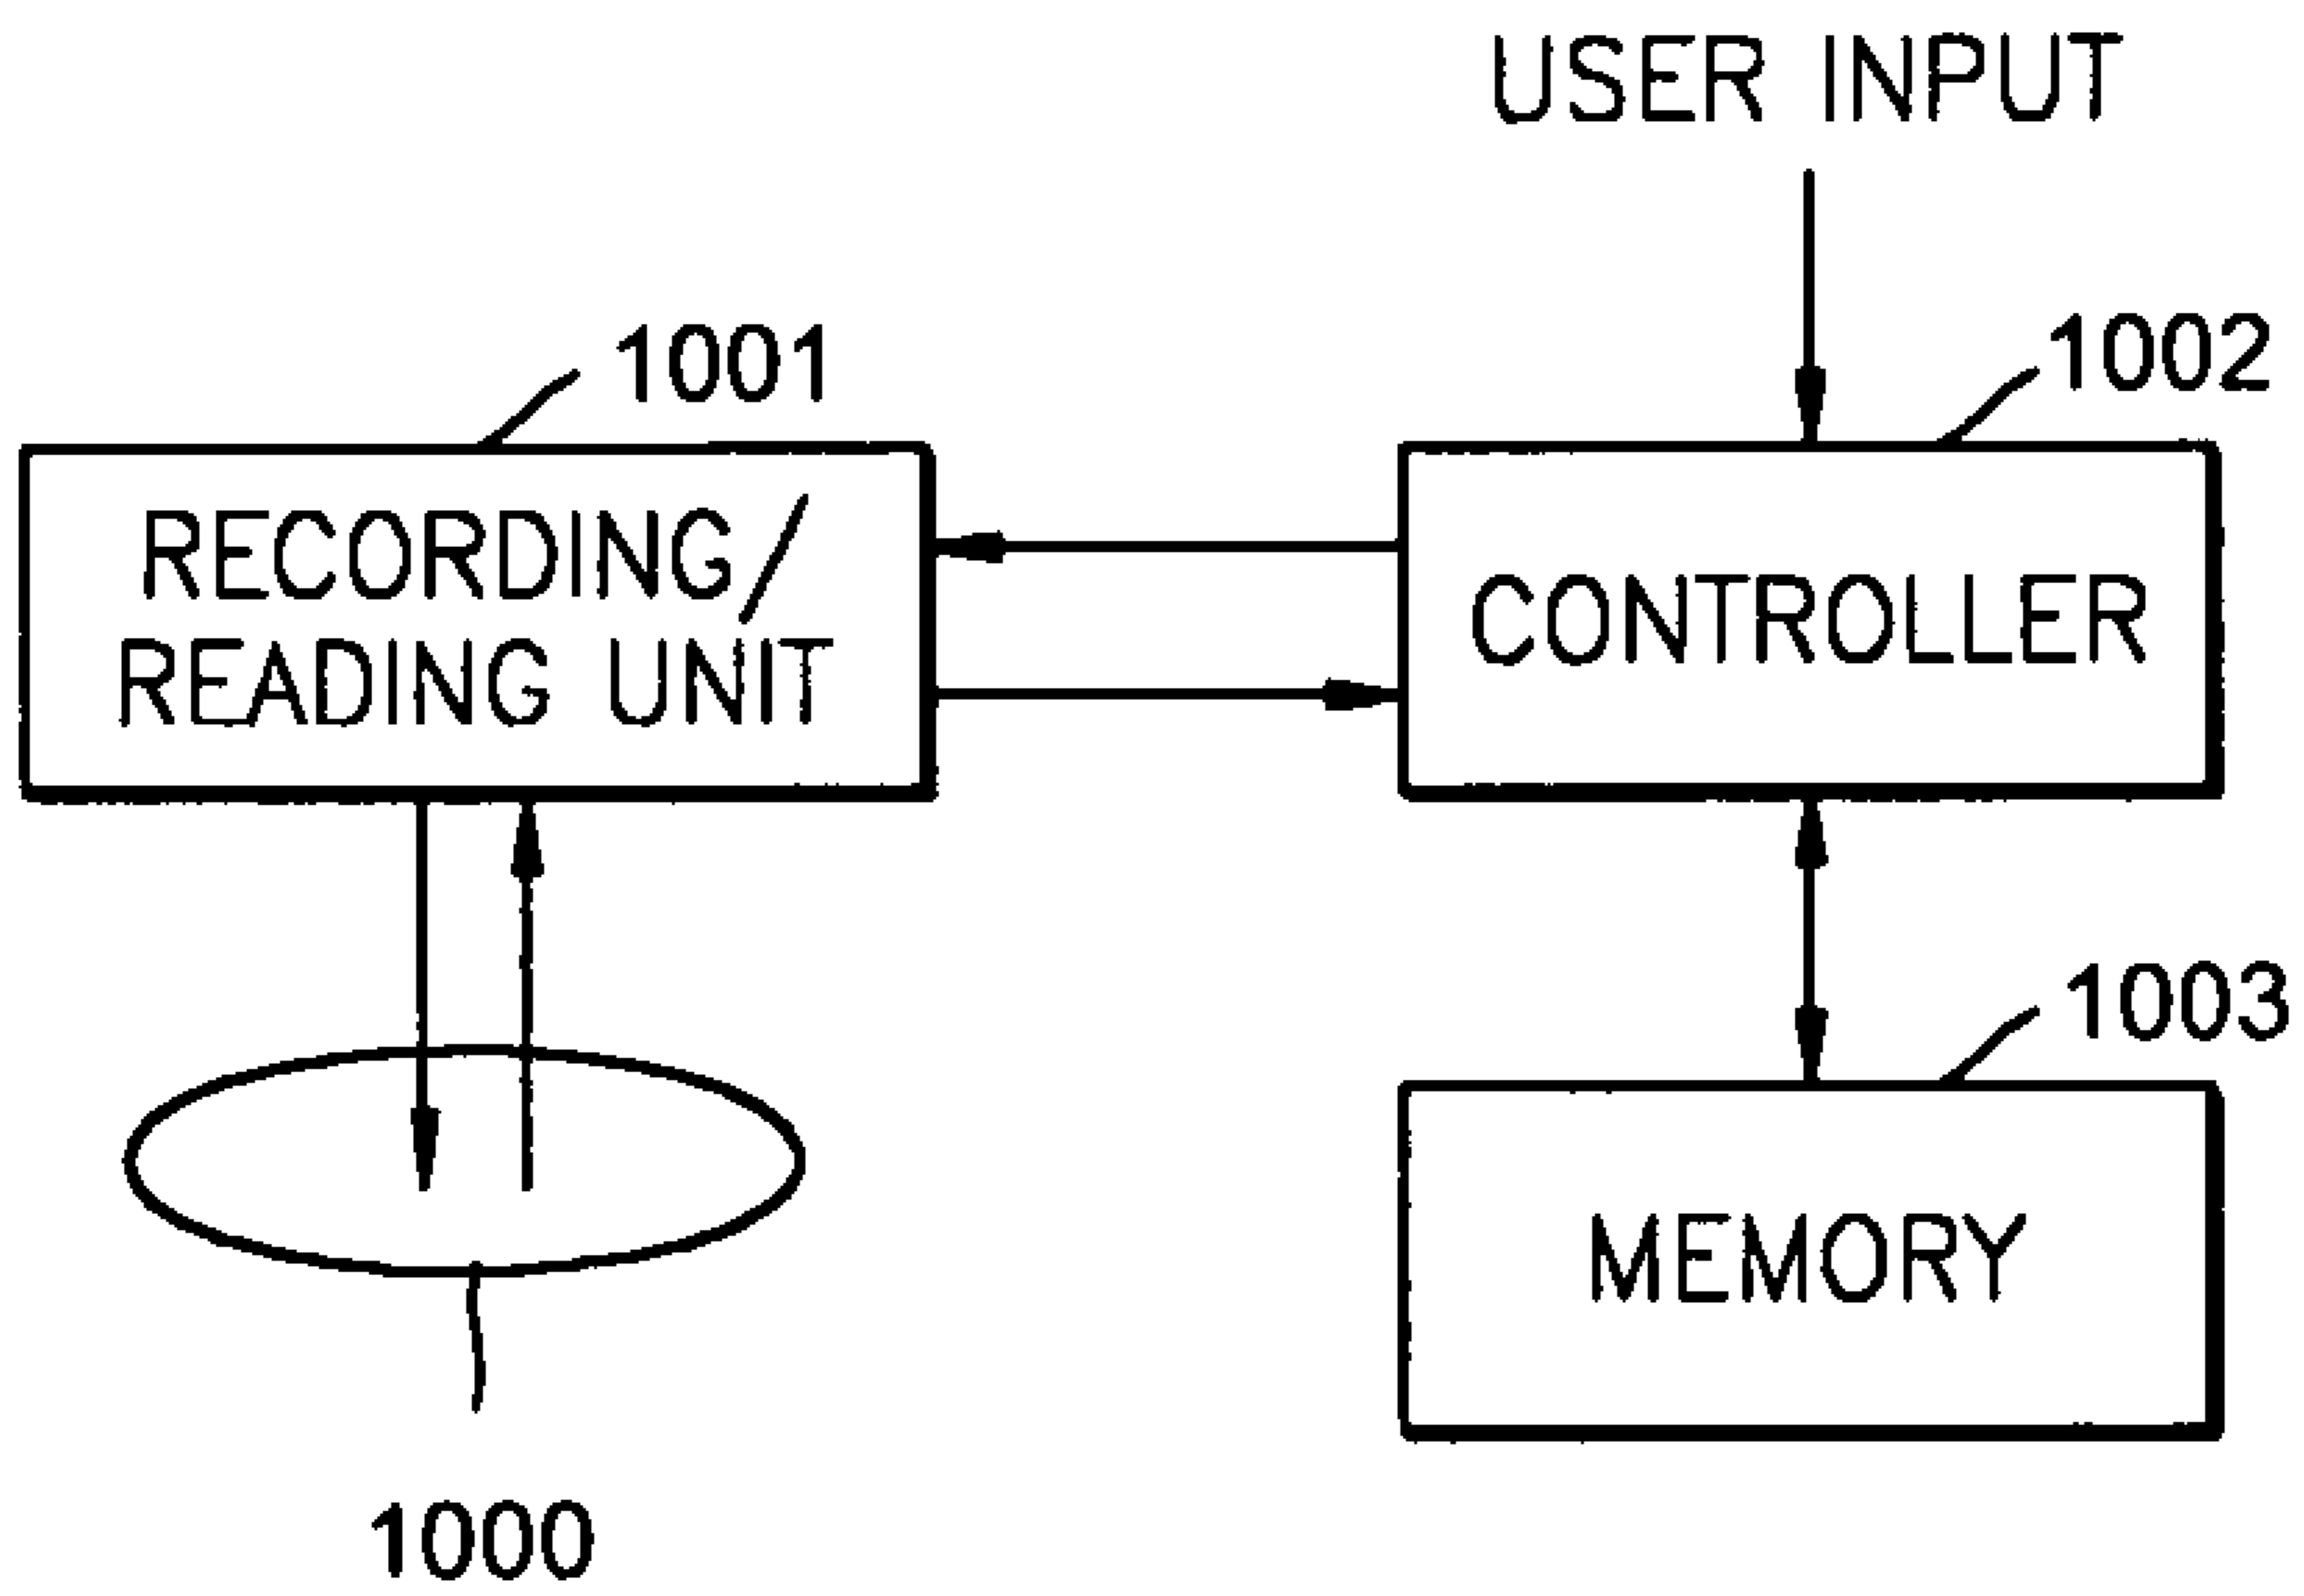 USER INPUT
1001
1002
RECORDING/
READING UNIT
CONTROLLER
1003
MEMORY
1000